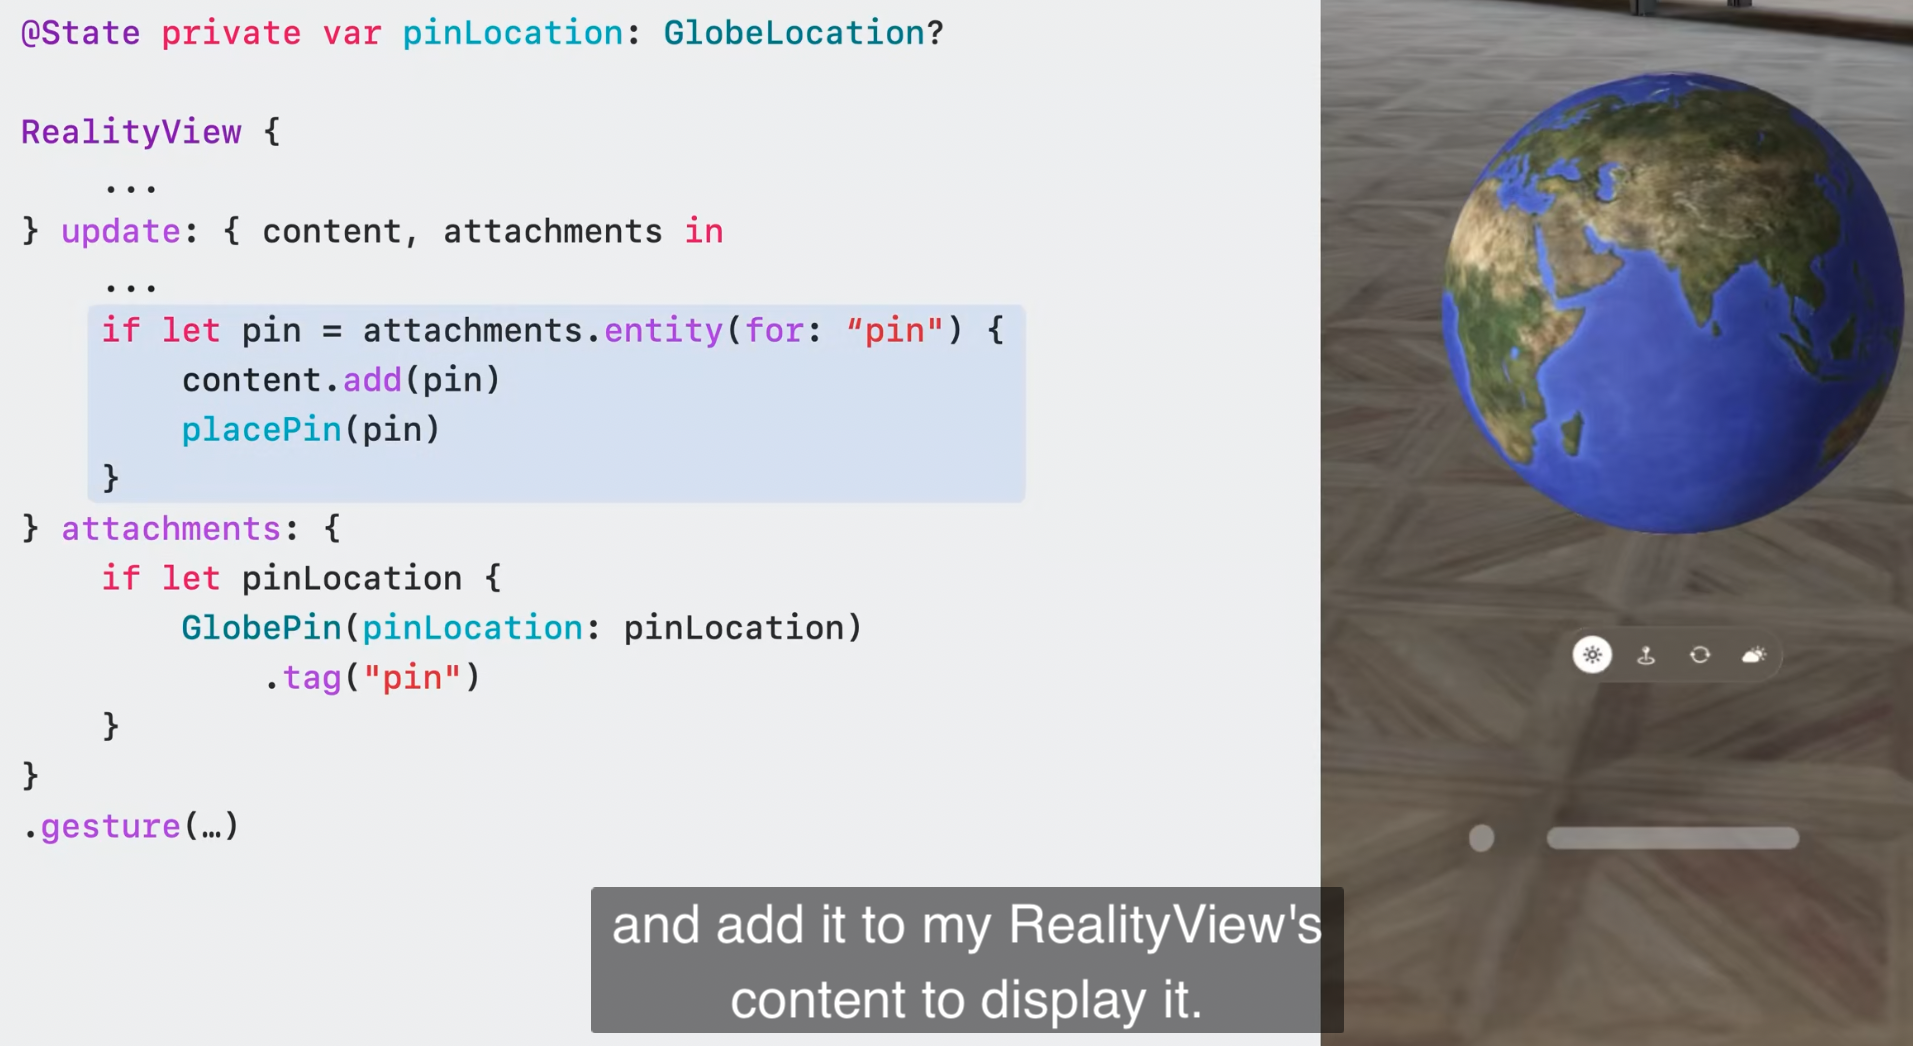 @State private var pinLocation: GlobeLocation?
RealityView {
...
} update: { content, attachments in
...
if let pin = attachments.entity(for: “pin") {
content.add(pin)
placePin(pin)
}
} attachments: {
if let pinLocation {
GlobePin(pinLocation: pinLocation)
.tag("pin")
}
}
.gesture(…)
and add it to my RealityView's
content to display it.